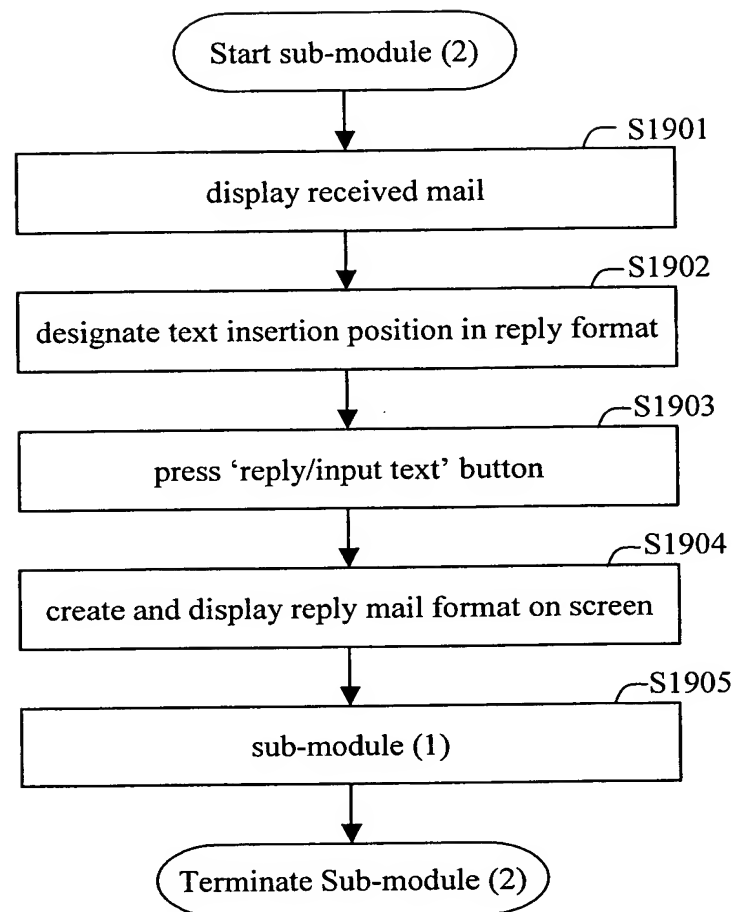 Start sub-module (2)
S1901
display received mail
S1902
designate text insertion position in reply format
S1903
press ‘reply/input text’ button
S1904
create and display reply mail format on screen
S1905
sub-module (1)
Terminate Sub-module (2)